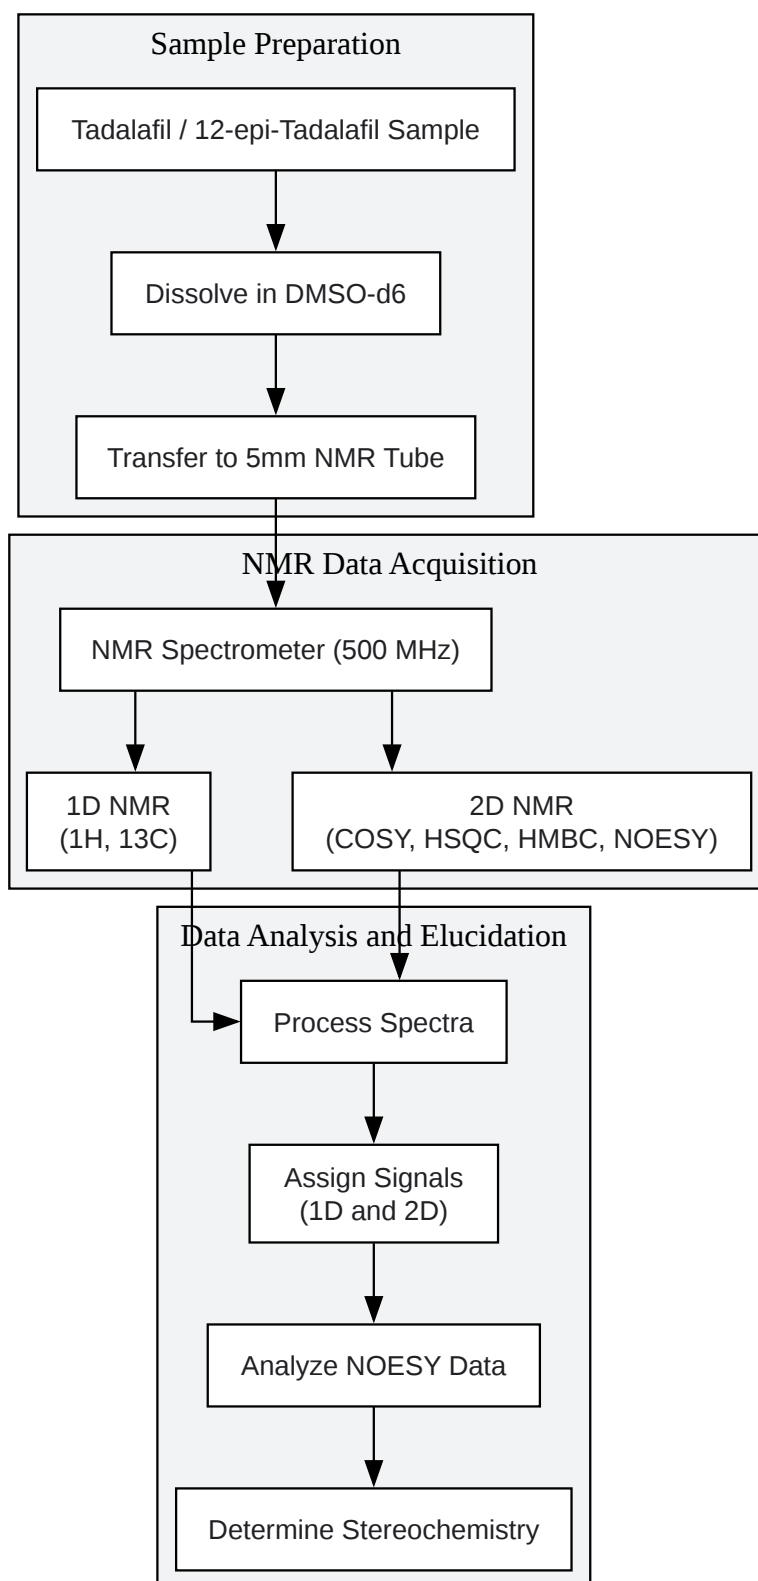 Sample Preparation
Tadalafil / 12-epi-Tadalafil Sample
Dissolve in DMSO-d6
Transfer to 5mm NMR Tube
NMR Data Acquisition
NMR Spectrometer (500 MHz)
1D NMR
(1H, 13C)
2D NMR
(COSY, HSQC, HMBC, NOESY)
Data Analysis and Elucidation
Process Spectra
Assign Signals
(1D and 2D)
Analyze NOESY Data
Determine Stereochemistry